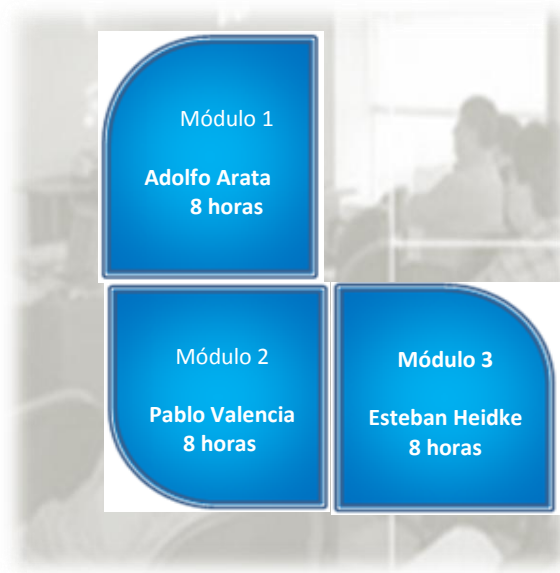 Módulo 1
Adolfo Arata
8 horas
Módulo 2
Pablo Valencia
8 horas
Módulo 3
Esteban Heidke
8 horas